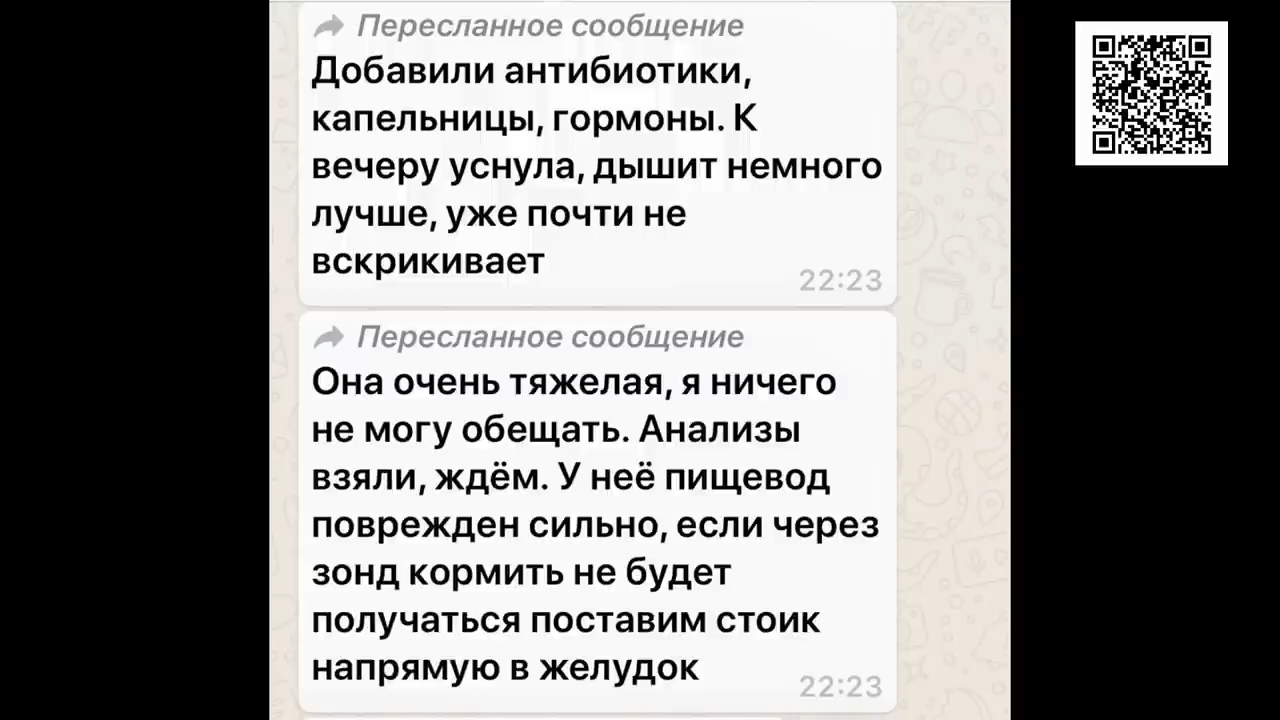 Пересланное сообщение
Добавили антибиотики,
капельницы, гормоны. К
вечеру уснула, дышит немного
лучше, уже почти не
вскрикивает
22:23
Пересланное сообщение
Она очень тяжелая, я ничего
не могу обещать. Анализы
взяли, ждём. У неё пищевод
поврежден сильно, если через
зонд кормить не будет
получаться поставим стоик
напрямую в желудок
22:23